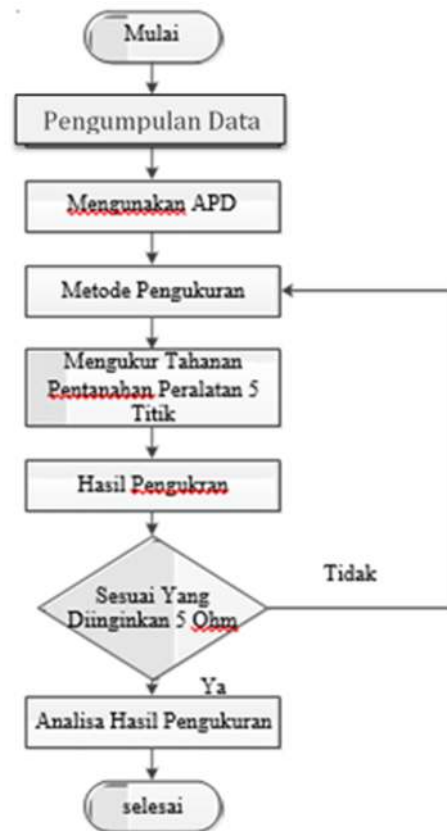 Mulai
Pengumpulan Data
Mengunakan APD
Metode Pengukuran
Mengukur Tahanan
Pentanahan Peralatan 5
Titik
Hasil Pengukran
Sesuai Yang
Diinginkan 5 Ohm
Tidak
Ya
Analisa Hasil Pengukuran
selesai